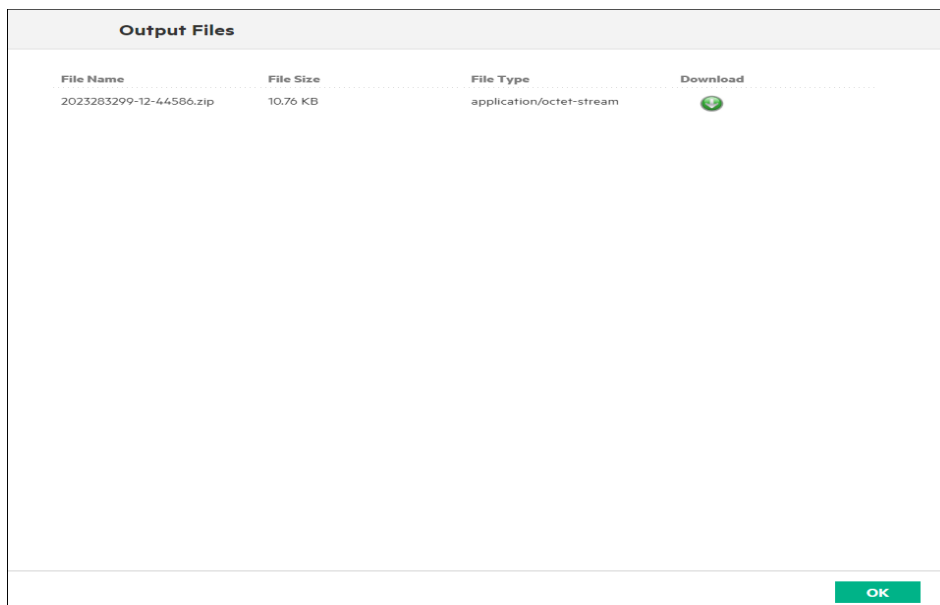 Output Files
File Name File Size File Type Download
2023283299-12-44586.zip 10.76 KB application/octet-stream
OK